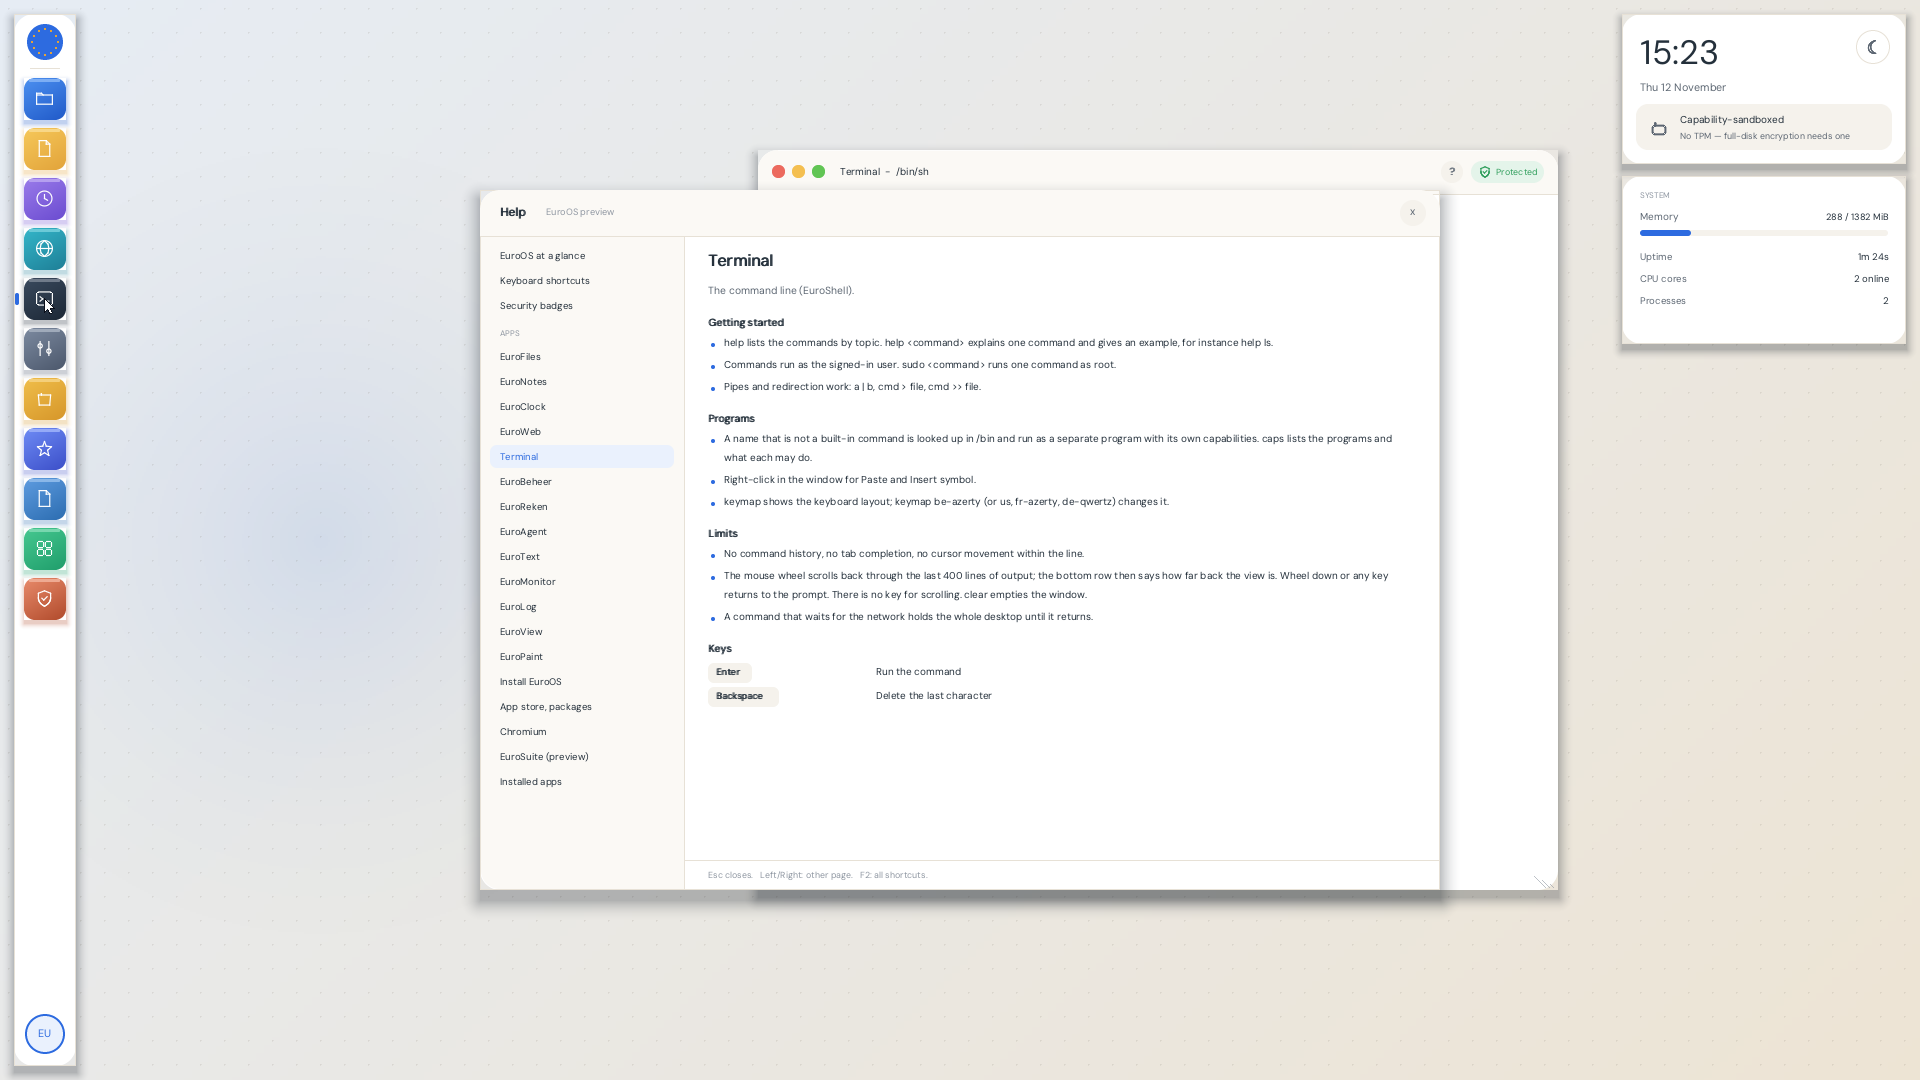 Terminal - /bin/sh
?
Protected
Help
EuroOS preview
x
EuroOS at a glance
Keyboard shortcuts
Security badges
APPS
EuroFiles
EuroNotes
EuroClock
EuroWeb
Terminal
EuroBeheer
EuroReken
EuroAgent
EuroText
EuroMonitor
EuroLog
EuroView
EuroPaint
Install EuroOS
App store, packages
Chromium
EuroSuite (preview)
Installed apps
Terminal
The command line (EuroShell).
Getting started
help lists the commands by topic. help <command> explains one command and gives an example, for instance help ls.
Commands run as the signed-in user. sudo <command> runs one command as root.
Pipes and redirection work: a | b, cmd > file, cmd >> file.
Programs
A name that is not a built-in command is looked up in /bin and run as a separate program with its own capabilities. caps lists the programs and
what each may do.
Right-click in the window for Paste and Insert symbol.
keymap shows the keyboard layout; keymap be-azerty (or us, fr-azerty, de-qwertz) changes it.
Limits
No command history, no tab completion, no cursor movement within the line.
The mouse wheel scrolls back through the last 400 lines of output; the bottom row then says how far back the view is. Wheel down or any key
returns to the prompt. There is no key for scrolling. clear empties the window.
A command that waits for the network holds the whole desktop until it returns.
Keys
Enter Run the command
Backspace Delete the last character
Esc closes. Left/Right: other page. F2: all shortcuts.
15:23
Thu 12 November
Capability-sandboxed
No TPM — full-disk encryption needs one
SYSTEM
Memory 288 / 1382 MiB
Uptime 1m 24s
CPU cores 2 online
Processes 2
EU